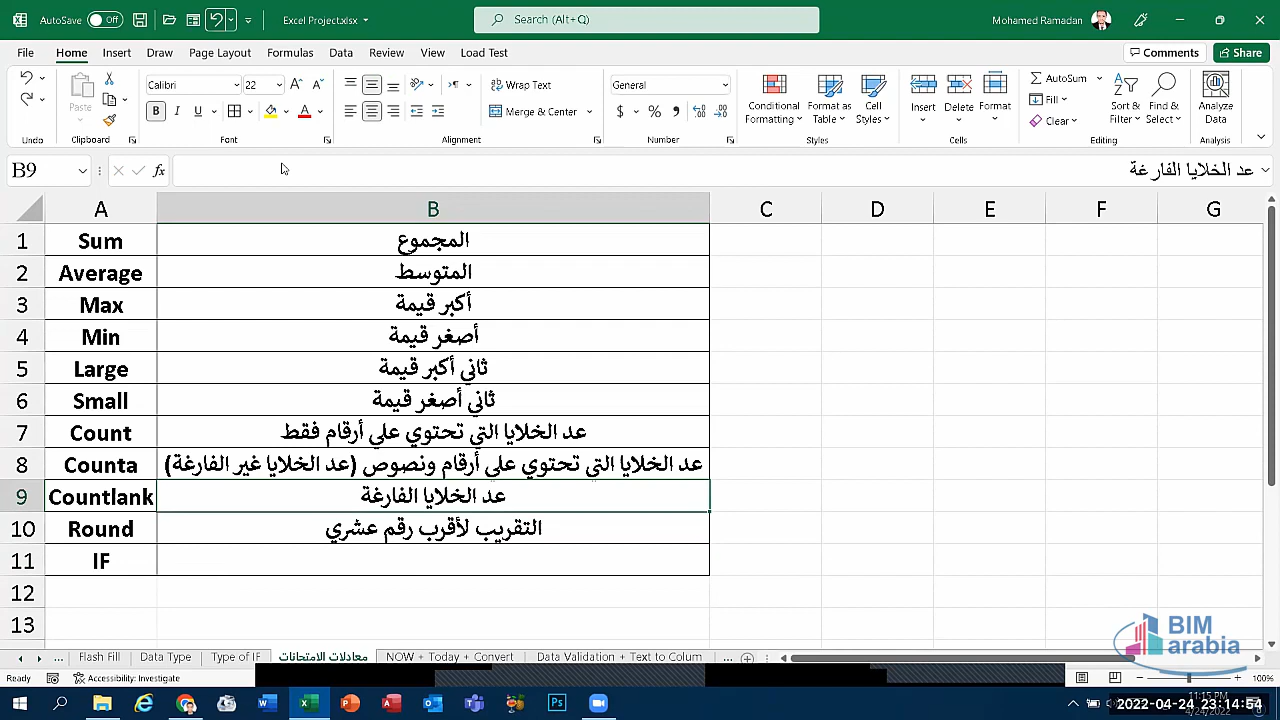 AutoSave Off Excel Project.xlsx Search (Alt+Q) Mohamed Ramadan
File Home Insert Draw Page Layout Formulas Data Review View Load Test Comments Share
Calibri 22 Wrap Text General AutoSum
Paste B I U Merge & Center $ % Conditional Formatting Format as Table Cell Styles Insert Delete Format Fill Clear Sort & Filter Find & Select Analyze Data
Undo Clipboard Font Alignment Number Styles Cells Editing Analysis
B9 fx عد الخلايا الفارغة
A B C D E F G
1 Sum المجموع
2 Average المتوسط
3 Max أكبر قيمة
4 Min أصغر قيمة
5 Large ثاني أكبر قيمة
6 Small ثاني أصغر قيمة
7 Count عد الخلايا التي تحتوي علي أرقام فقط
8 Counta عد الخلايا التي تحتوي علي أرقام ونصوص (عد الخلايا غير الفارغة)
9 Countlank عد الخلايا الفارغة
10 Round التقريب لأقرب رقم عشري
11 IF
12
13
BIM
arabia
... Flash Fill Data Type Type of IF معادلات الامتحانات NOW + Today + Convert Data Validation + Text to Colum ...
Ready Accessibility: Investigate 100%
11:15 PM
2022-04-24 23:14:54
4/24/2022